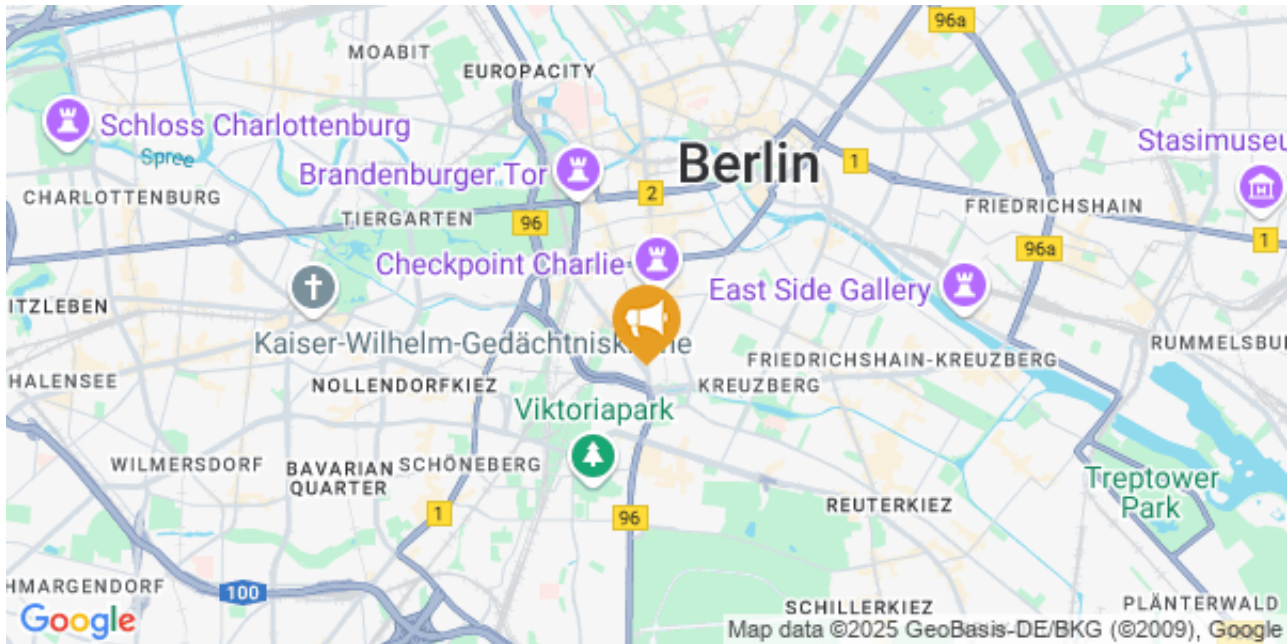 96a
MOABIT
EUROPACITY
Schloss Charlottenburg
Spree
Berlin
1
Stasimuseu
Brandenburger Tor
2
CHARLOTTENBURG
TIERGARTEN
96
FRIEDRICHSHAIN
96a
1
Checkpoint Charlie
East Side Gallery
ITZLEBEN
Kaiser-Wilhelm-Gedächtniskirche
RUMMELSBU
FRIEDRICHSHAIN-KREUZBERG
HALENSEE
NOLLENDORFKIEZ
KREUZBERG
Viktoriapark
WILMERSDORF
BAVARIAN
QUARTER
SCHÖNEBERG
Treptower
Park
1
96
REUTERKIEZ
HMARGENDORF
100
SCHILLERKIEZ
PLÄNTERWALD
Google
Map data ©2025 GeoBasis-DE/BKG (©2009), Google